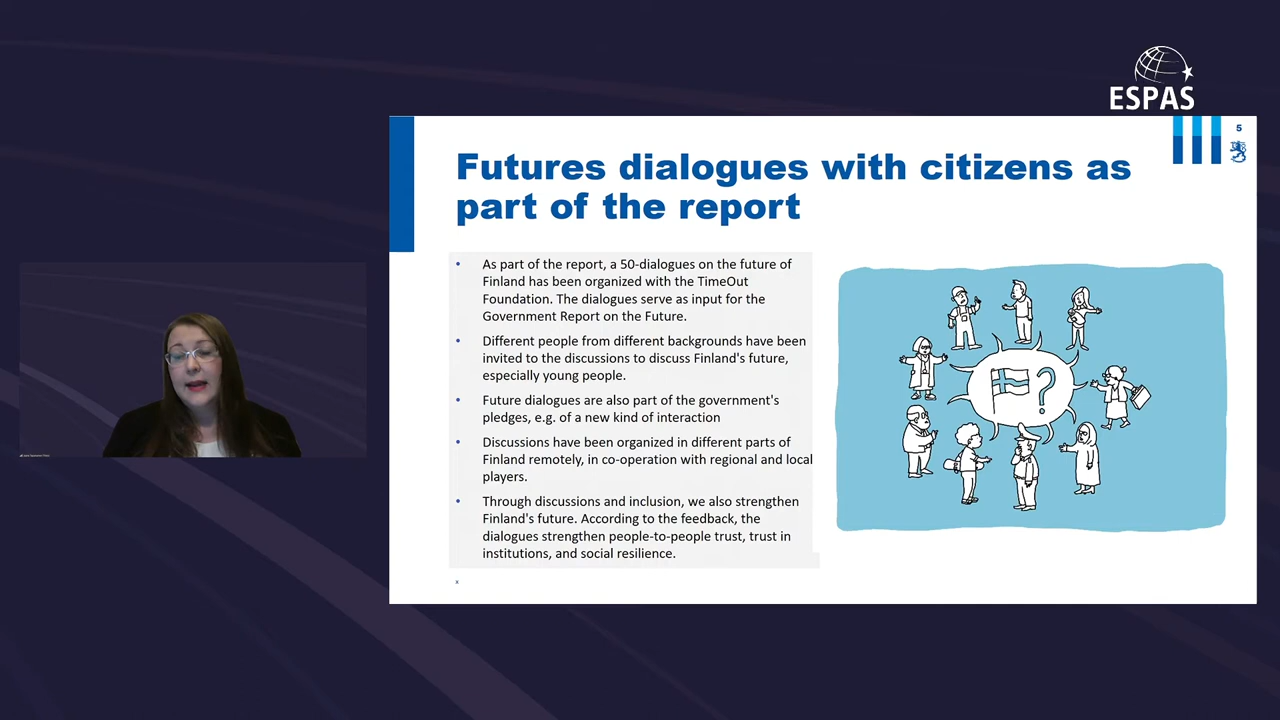 ESPAS
5
Futures dialogues with citizens as
part of the report
• As part of the report, a 50-dialogues on the future of
Finland has been organized with the TimeOut
Foundation. The dialogues serve as input for the
Government Report on the Future.
• Different people from different backgrounds have been
invited to the discussions to discuss Finland's future,
especially young people.
• Future dialogues are also part of the government's
pledges, e.g. of a new kind of interaction
• Discussions have been organized in different parts of
Finland remotely, in co-operation with regional and local
players.
• Through discussions and inclusion, we also strengthen
Finland's future. According to the feedback, the
dialogues strengthen people-to-people trust, trust in
institutions, and social resilience.
x
?